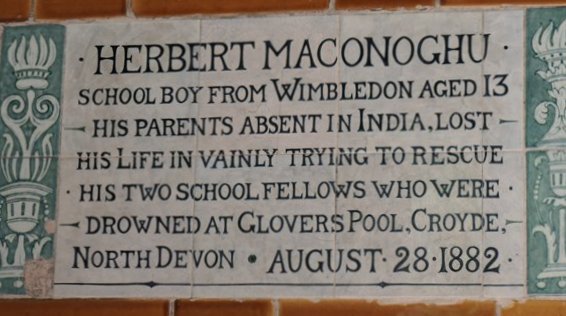 · HERBERT MACONOGHU ·
SCHOOL BOY FROM WIMBLEDON AGED 13
- HIS PARENTS ABSENT IN INDIA, LOST -
HIS LIFE IN VAINLY TRYING TO RESCUE
· HIS TWO SCHOOL FELLOWS WHO WERE ·
- DROWNED AT GLOVERS POOL, CROYDE, -
NORTH DEVON • AUGUST · 28 · 1882 ·